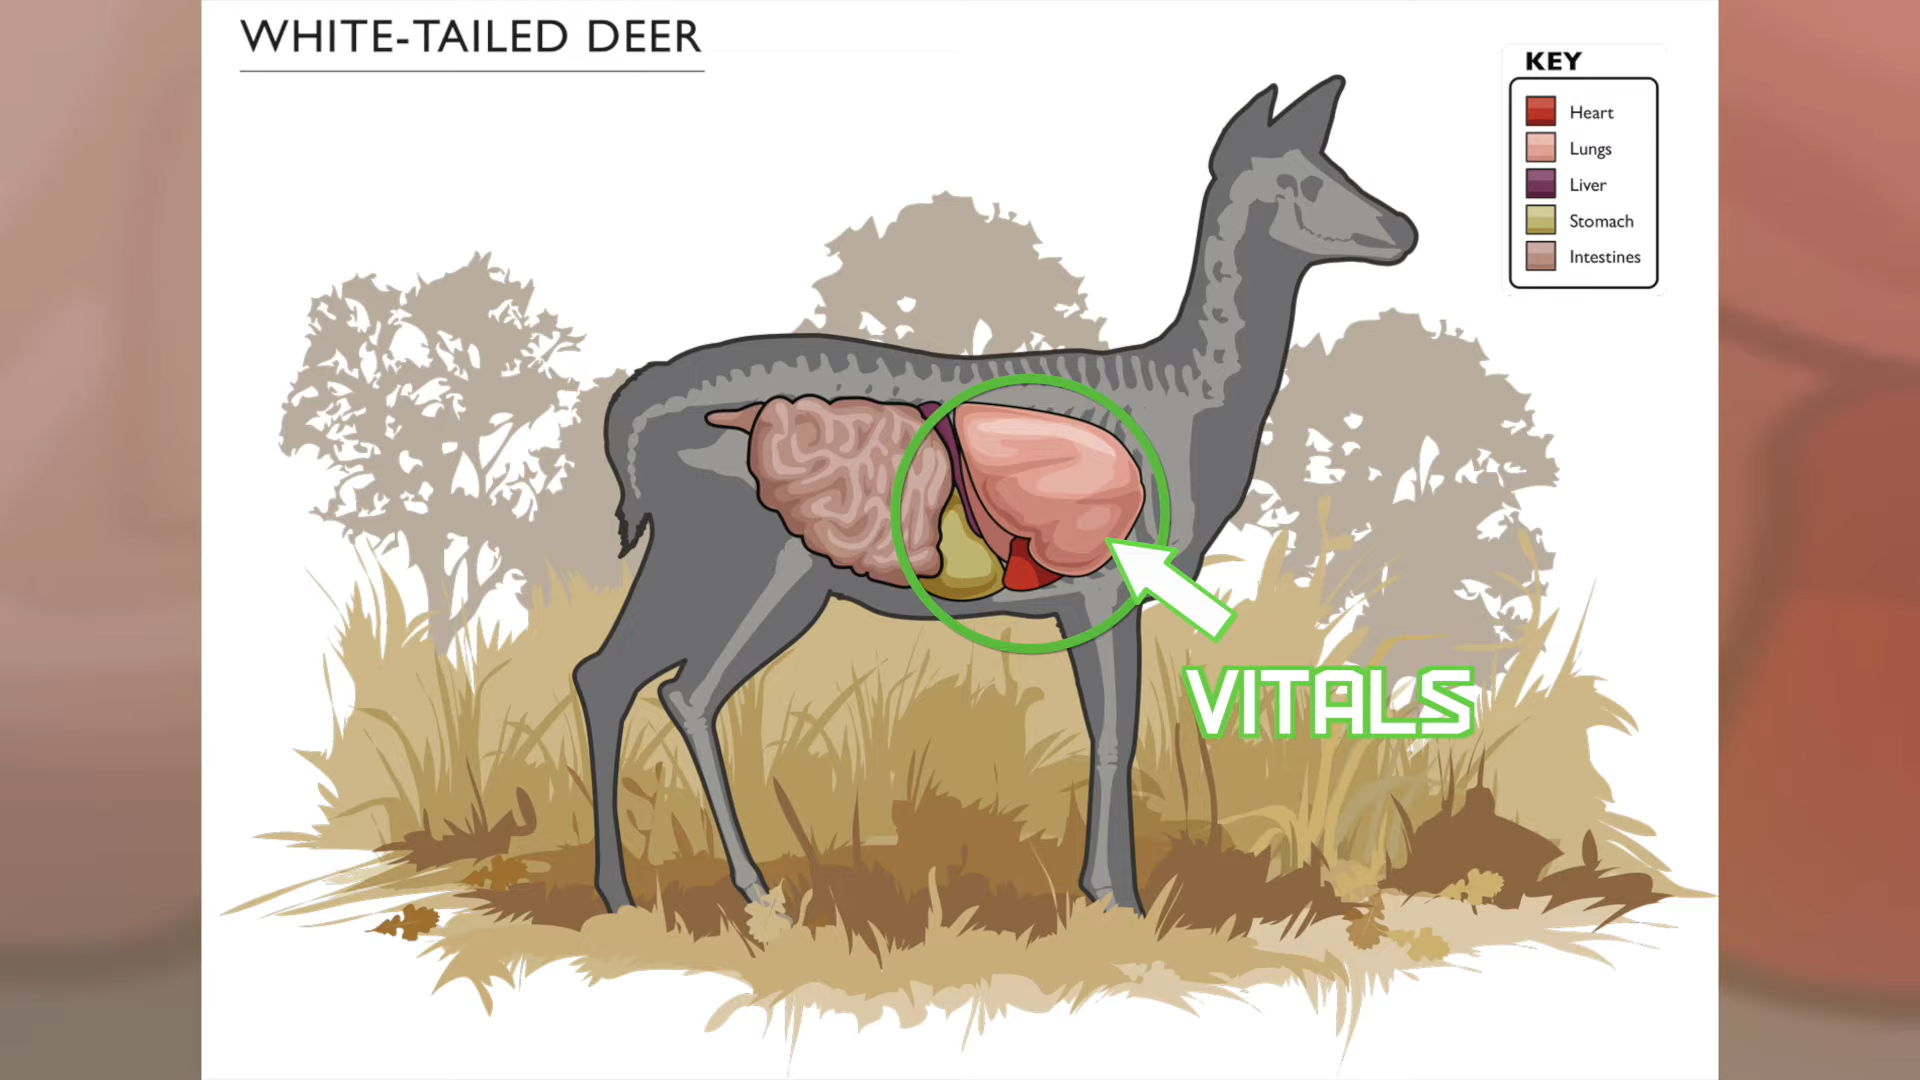 WHITE-TAILED DEER
KEY
Heart
Lungs
Liver
Stomach
Intestines
VITALS